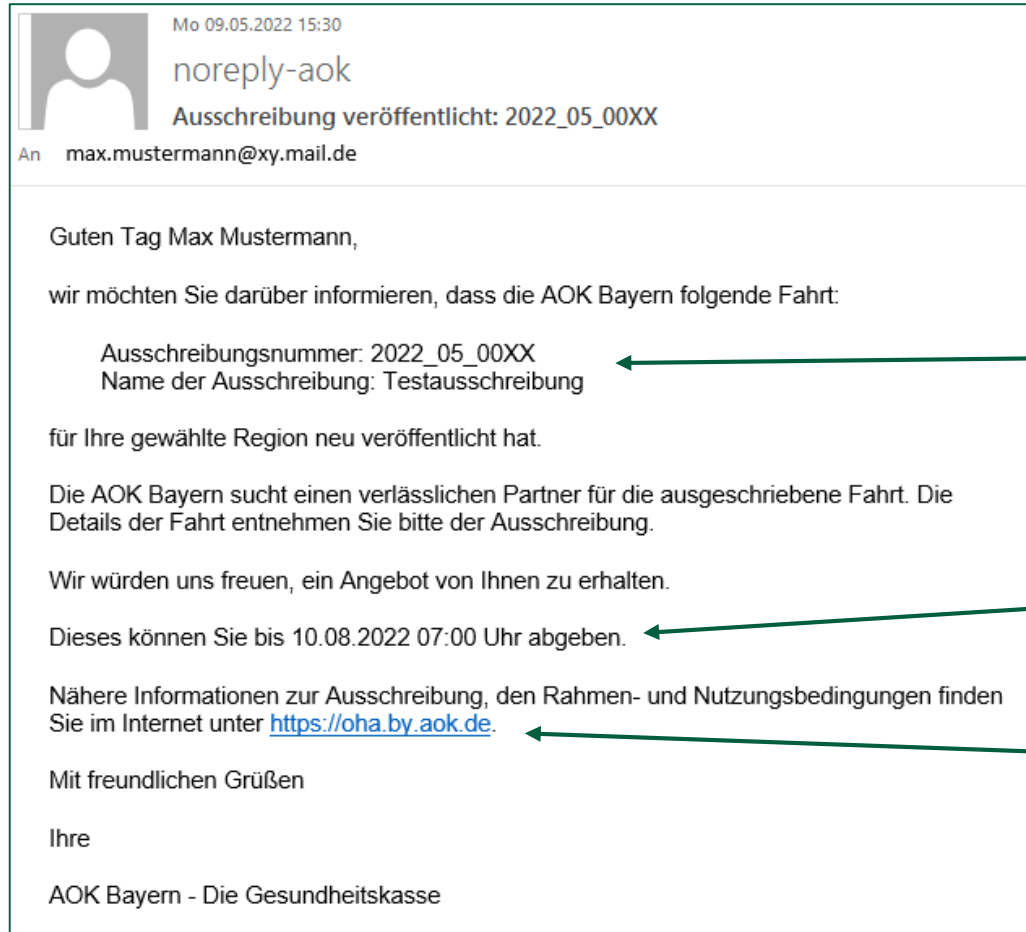 Mo 09.05.2022 15:30
noreply-aok
Ausschreibung veröffentlicht: 2022_05_00XX
An max.mustermann@xy.mail.de
Guten Tag Max Mustermann,
wir möchten Sie darüber informieren, dass die AOK Bayern folgende Fahrt:
Ausschreibungsnummer: 2022_05_00XX
Name der Ausschreibung: Testausschreibung
für Ihre gewählte Region neu veröffentlicht hat.
Die AOK Bayern sucht einen verlässlichen Partner für die ausgeschriebene Fahrt. Die
Details der Fahrt entnehmen Sie bitte der Ausschreibung.
Wir würden uns freuen, ein Angebot von Ihnen zu erhalten.
Dieses können Sie bis 10.08.2022 07:00 Uhr abgeben.
Nähere Informationen zur Ausschreibung, den Rahmen- und Nutzungsbedingungen finden
Sie im Internet unter https://oha.by.aok.de.
Mit freundlichen Grüßen
Ihre
AOK Bayern - Die Gesundheitskasse